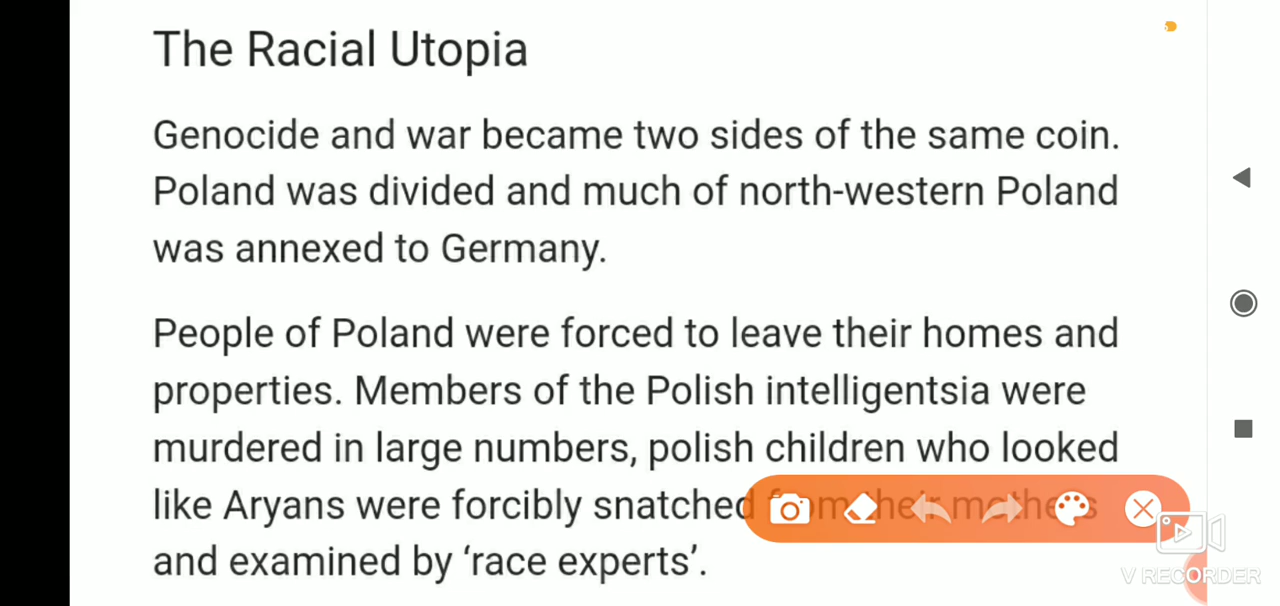 The Racial Utopia
Genocide and war became two sides of the same coin.
Poland was divided and much of north-western Poland
was annexed to Germany.
People of Poland were forced to leave their homes and
properties. Members of the Polish intelligentsia were
murdered in large numbers, polish children who looked
like Aryans were forcibly snatched from their mothers
and examined by ‘race experts’.
V RECORDER